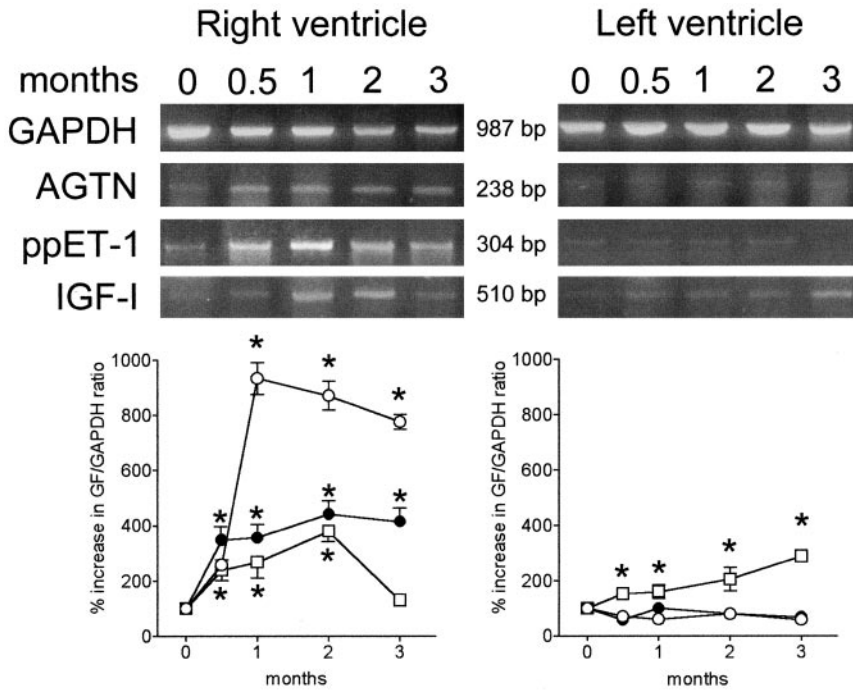 Right ventricle Left ventricle
months 0 0.5 1 2 3 0 0.5 1 2 3
GAPDH 987 bp
AGTN 238 bp
ppET-1 304 bp
IGF-I 510 bp
% increase in GF/GAPDH ratio
1000
800
600
400
200
0
* * *
* * * *
* * *
0 1 2 3
months
% increase in GF/GAPDH ratio
1000
800
600
400
200
0
* * * *
0 1 2 3
months